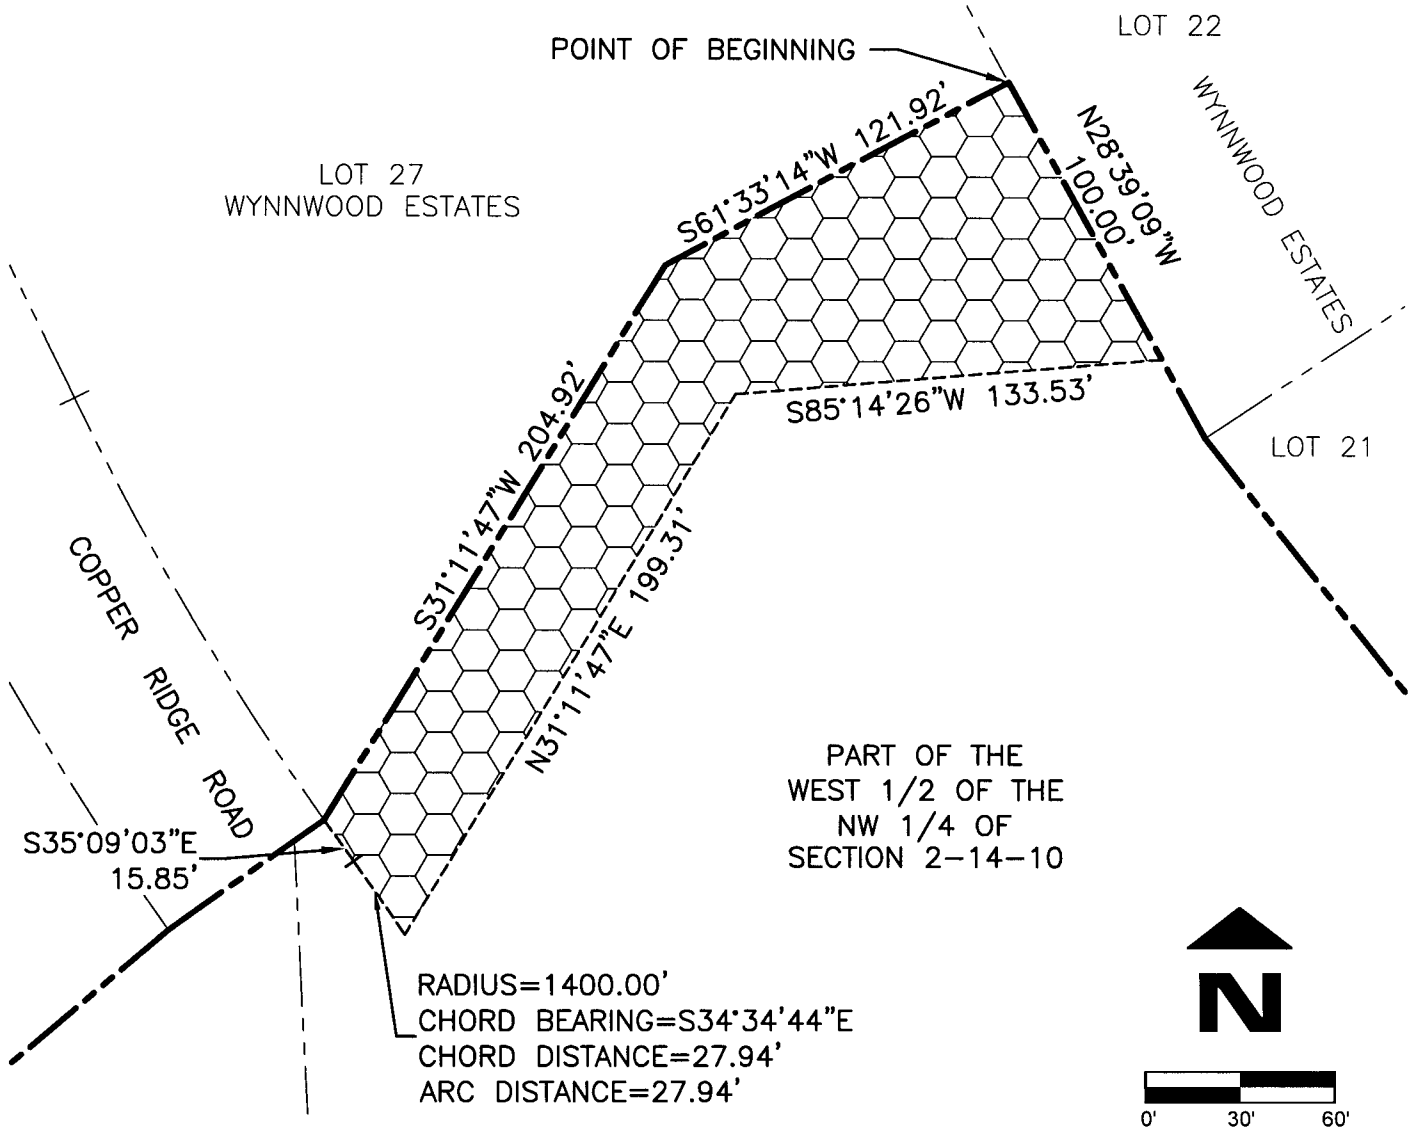 LOT 22
POINT OF BEGINNING
WYNNWOOD ESTATES
S61°33'14"W 121.92'
N28°39'09"W
100.00'
LOT 27
WYNNWOOD ESTATES
S85°14'26"W 133.53'
LOT 21
S31°11'47"W 204.92'
N31°11'47"E 199.31'
COPPER RIDGE ROAD
PART OF THE
WEST 1/2 OF THE
NW 1/4 OF
SECTION 2-14-10
S35°09'03"E
15.85'
RADIUS=1400.00'
CHORD BEARING=S34°34'44"E
CHORD DISTANCE=27.94'
ARC DISTANCE=27.94'
N
0' 30' 60'